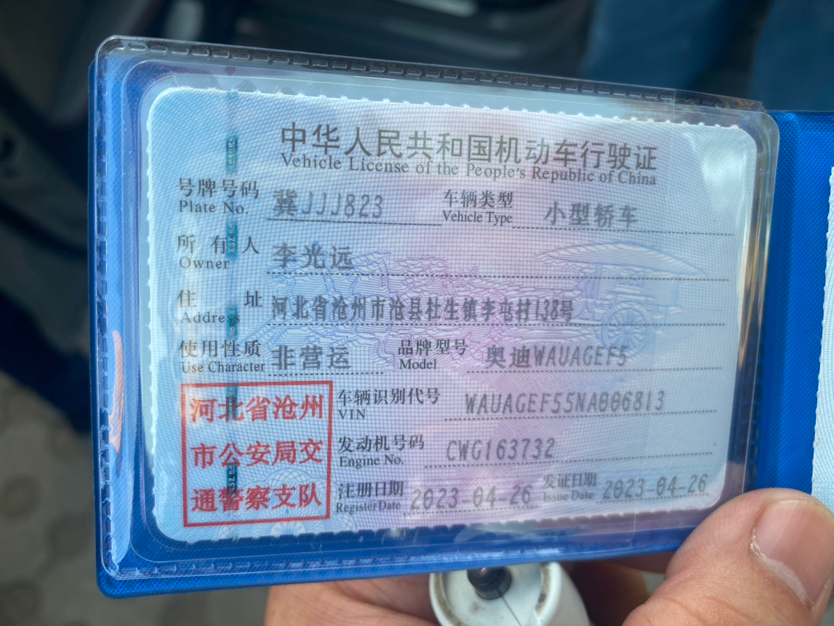 中华人民共和国机动车行驶证
Vehicle License of the People's Republic of China
号牌号码 冀JJJ823 车辆类型 小型轿车
Plate No. Vehicle Type
所有人 李光远
Owner
住址 河北省沧州市沧县杜生镇李屯村138号
Address
使用性质 非营运 品牌型号 奥迪WAUAGEF5
Use Character Model
河北省沧州
市公安局交
通警察支队
车辆识别代号 WAUAGEF55NA006813
VIN
发动机号码 CWG163732
Engine No.
注册日期 2023-04-26 发证日期 2023-04-26
Register Date Issue Date